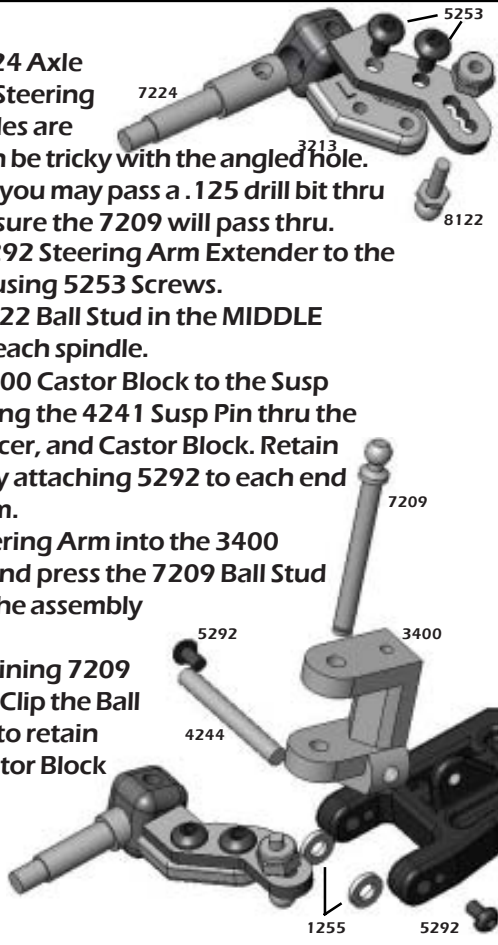 5253
24 Axle
Steering
7224
les are
n be tricky with the angled hole.
3213
you may pass a .125 drill bit thru
sure the 7209 will pass thru.
8122
292 Steering Arm Extender to the
using 5253 Screws.
22 Ball Stud in the MIDDLE
each spindle.
00 Castor Block to the Susp
ng the 4241 Susp Pin thru the
cer, and Castor Block. Retain
y attaching 5292 to each end
m.
7209
ering Arm into the 3400
nd press the 7209 Ball Stud
he assembly
5292
3400
ining 7209
Clip the Ball
4244
to retain
tor Block
1255
5292